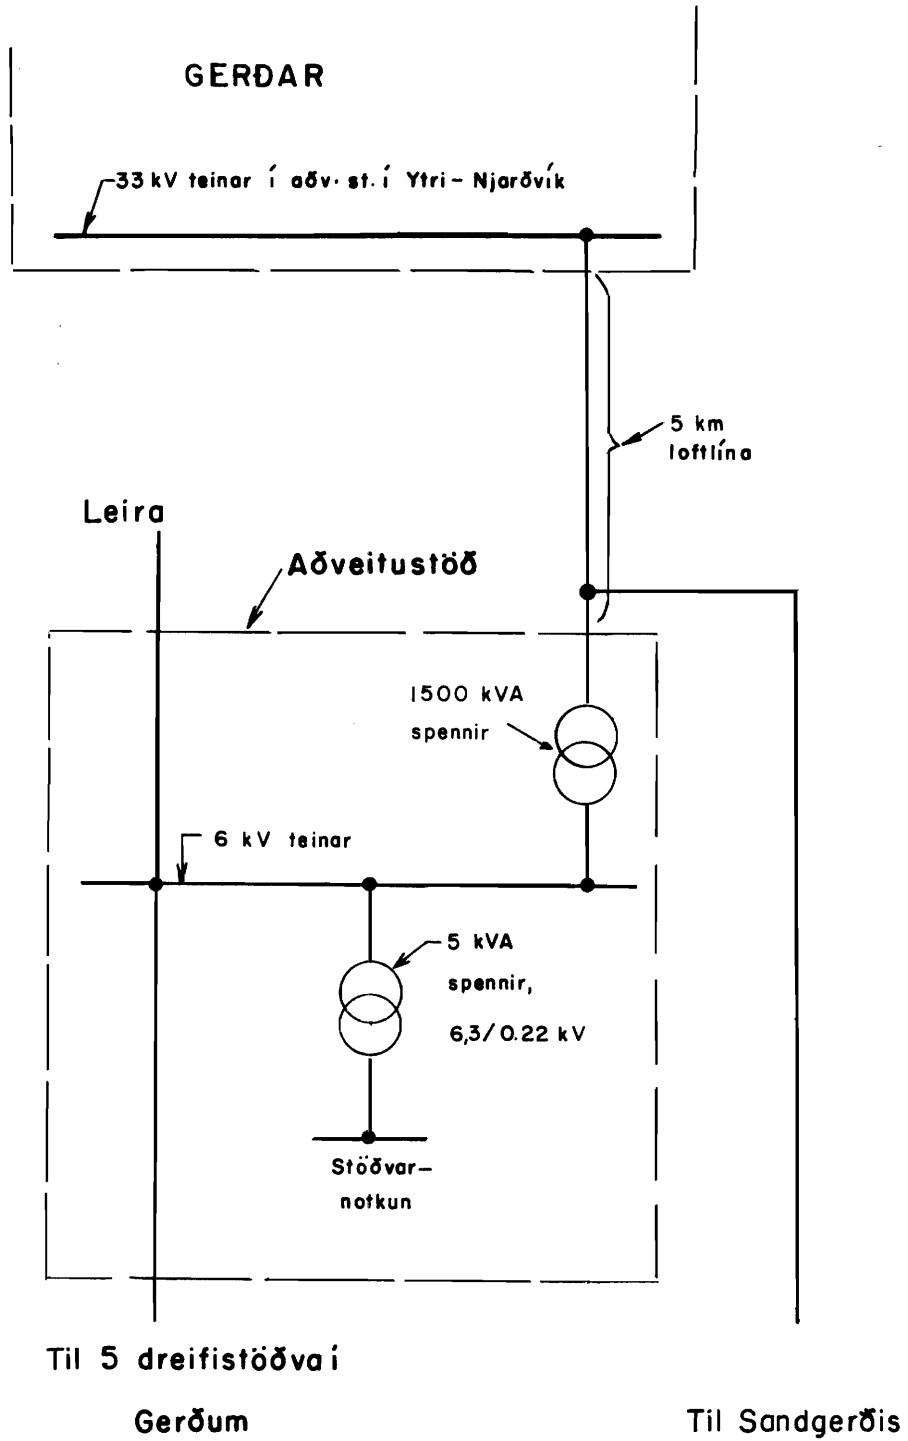 GERÐAR
33 kV teinar í aðv. st. í Ytri - Njarðvík
5 km
loftlína
Leira
Aðveitustöð
1500 kVA
spennir
6 kV teinar
5 kVA
spennir,
6,3/0.22 kV
Stöðvar-
notkun
Til 5 dreifistöðva í
Gerðum
Til Sandgerðis